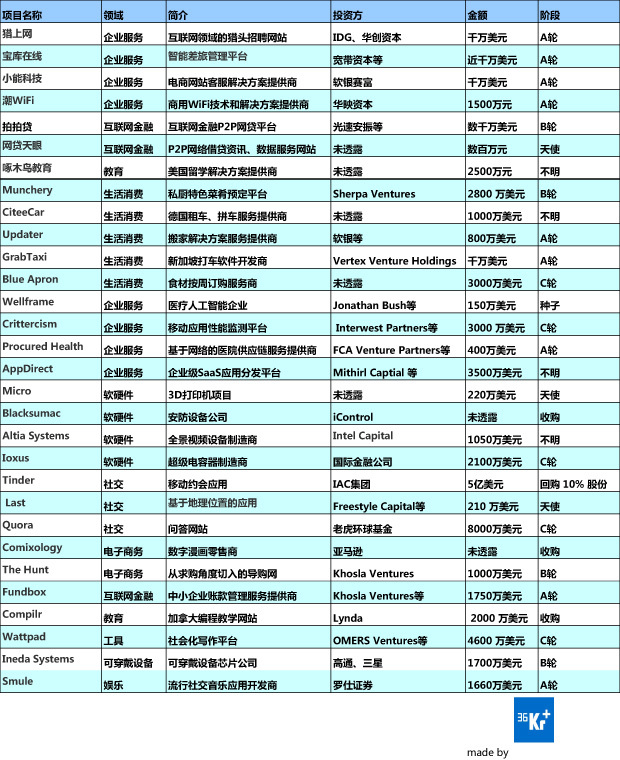 项目名称 领域 简介 投资方 金额 阶段
猎上网 企业服务 互联网领域的猎头招聘网站 IDG、华创资本 千万美元 A轮
宝库在线 企业服务 智能差旅管理平台 宽带资本等 近千万美元 A轮
小能科技 企业服务 电商网站客服解决方案提供商 软银赛富 千万美元 A轮
潮WiFi 企业服务 商用WiFi技术和解决方案提供商 华映资本 1500万元 A轮
拍拍贷 互联网金融 互联网金融P2P网贷平台 光速安振等 数千万美元 B轮
网贷天眼 互联网金融 P2P网络借贷资讯、数据服务网站 未透露 数百万元 天使
啄木鸟教育 教育 美国留学解决方案提供商 未透露 2500万元 不明
Munchery 生活消费 私厨特色菜肴预定平台 Sherpa Ventures 2800 万美元 B轮
CiteeCar 生活消费 德国租车、拼车服务提供商 未透露 1000万美元 不明
Updater 生活消费 搬家解决方案服务提供商 软银等 800万美元 A轮
GrabTaxi 生活消费 新加坡打车软件开发商 Vertex Venture Holdings 千万美元 A轮
Blue Apron 生活消费 食材按周订购服务商 未透露 3000万美元 C轮
Wellframe 企业服务 医疗人工智能企业 Jonathan Bush等 150万美元 种子
Crittercism 企业服务 移动应用性能监测平台 Interwest Partners等 3000 万美元 C轮
Procured Health 企业服务 基于网络的医院供应链服务提供商 FCA Venture Partners等 400万美元 A轮
AppDirect 企业服务 企业级SaaS应用分发平台 Mithirl Captial 等 3500万美元 不明
Micro 软硬件 3D打印机项目 未透露 220万美元 天使
Blacksumac 软硬件 安防设备公司 iControl 未透露 收购
Altia Systems 软硬件 全景视频设备制造商 Intel Capital 1050万美元 不明
Ioxus 软硬件 超级电容器制造商 国际金融公司 2100万美元 C轮
Tinder 社交 移动约会应用 IAC集团 5亿美元 回购 10% 股份
Last 社交 基于地理位置的应用 Freestyle Capital等 210 万美元 天使
Quora 社交 问答网站 老虎环球基金 8000万美元 C轮
Comixology 电子商务 数字漫画零售商 亚马逊 未透露 收购
The Hunt 电子商务 从求购角度切入的导购网 Khosla Ventures 1000万美元 B轮
Fundbox 互联网金融 中小企业账款管理服务提供商 Khosla Ventures等 1750万美元 A轮
Compilr 教育 加拿大编程教学网站 Lynda 2000 万美元 收购
Wattpad 工具 社会化写作平台 OMERS Ventures等 4600 万美元 C轮
Ineda Systems 可穿戴设备 可穿戴设备芯片公司 高通、三星 1700万美元 B轮
Smule 娱乐 流行社交音乐应用开发商 罗仕证券 1660万美元 A轮
36Kr+
made by